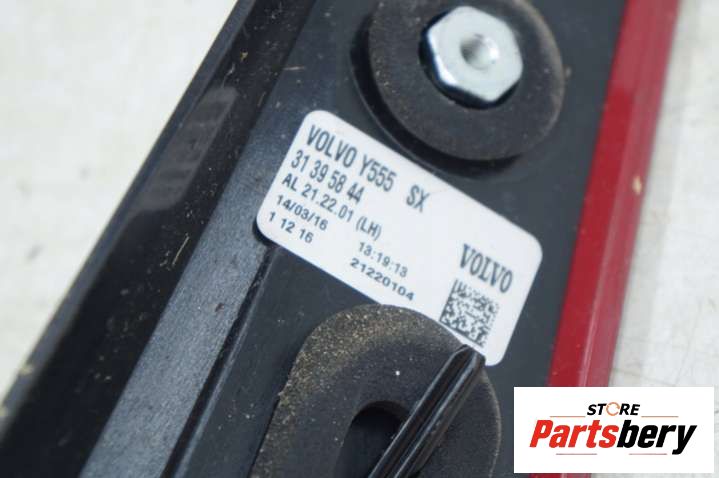 VOLVO Y555 SX
31 39 58 44
AL 21.22.01 (LH)
14/03/16 13:19:13
1 12 16 21220104
VOLVO
STORE
Partsbery